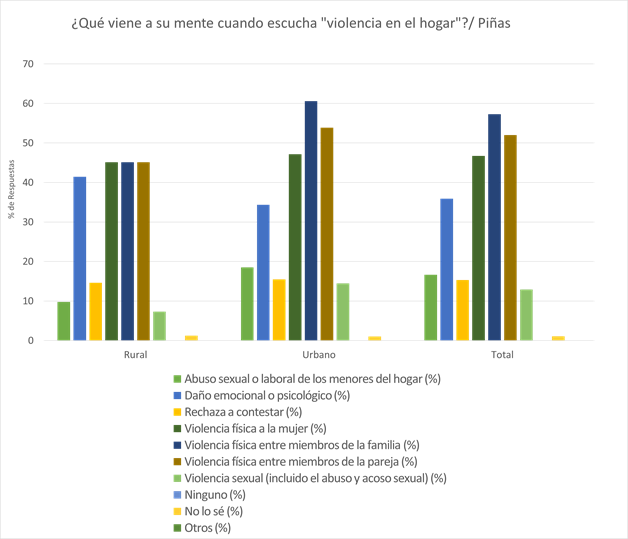 ¿Qué viene a su mente cuando escucha "violencia en el hogar"?/ Piñas
70
60
50
40
30
20
10
0
% de Respuestas
Rural
Urbano
Total
Abuso sexual o laboral de los menores del hogar (%)
Daño emocional o psicológico (%)
Rechaza a contestar (%)
Violencia física a la mujer (%)
Violencia física entre miembros de la familia (%)
Violencia física entre miembros de la pareja (%)
Violencia sexual (incluido el abuso y acoso sexual) (%)
Ninguno (%)
No lo sé (%)
Otros (%)